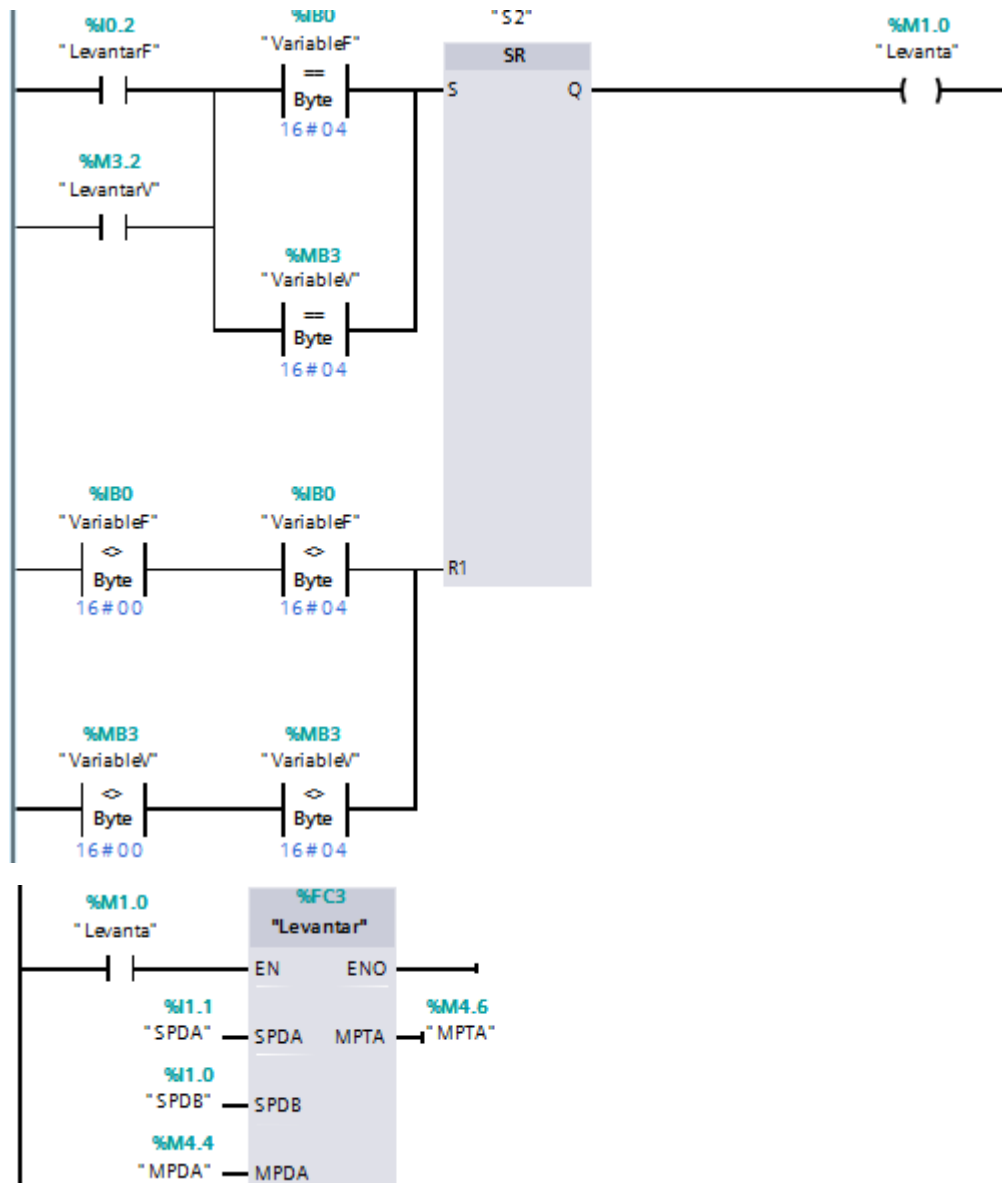 %I0.2
"LevantarF"
%IB0
"VariableF"
==
Byte
16#04
"S2"
SR
S
Q
%M1.0
"Levanta"
%M3.2
"LevantarV"
%MB3
"VariableV"
==
Byte
16#04
%IB0
"VariableF"
<>
Byte
16#00
%IB0
"VariableF"
<>
Byte
16#04
R1
%MB3
"VariableV"
<>
Byte
16#00
%MB3
"VariableV"
<>
Byte
16#04
%M1.0
"Levanta"
%FC3
"Levantar"
EN
ENO
%I1.1
"SPDA"
SPDA
MPTA
%M4.6
"MPTA"
%I1.0
"SPDB"
SPDB
%M4.4
"MPDA"
MPDA